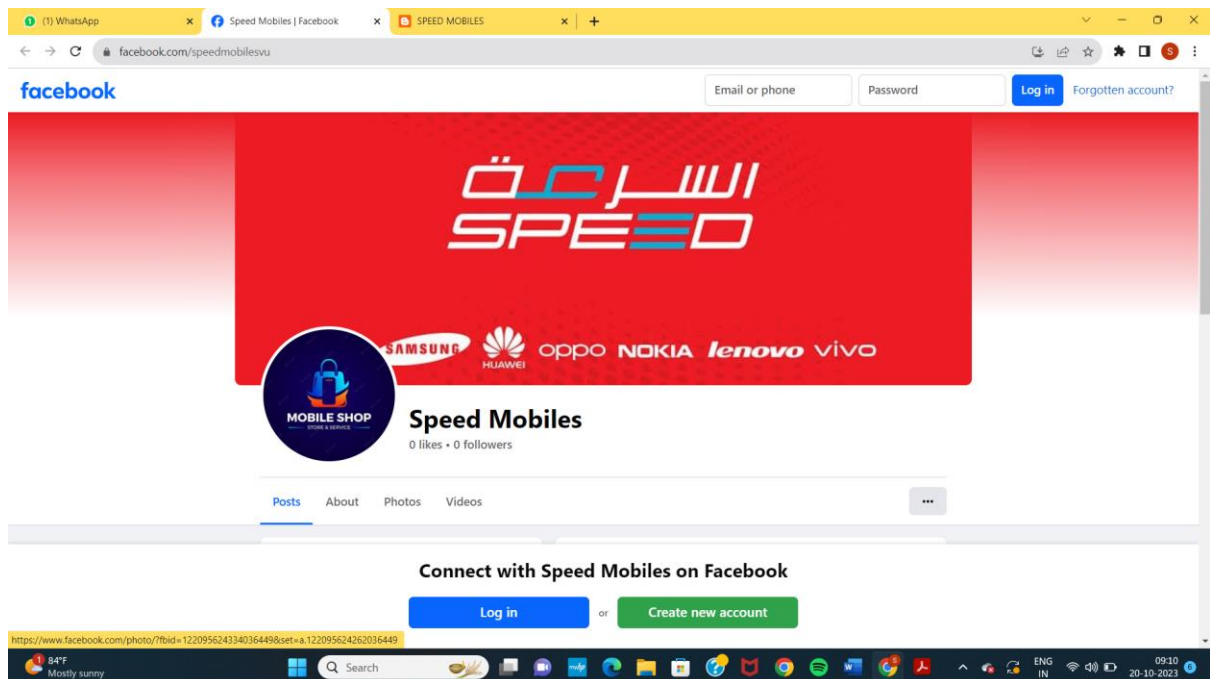 (1) WhatsApp
Speed Mobiles | Facebook
SPEED MOBILES
facebook.com/speedmobilesvu
facebook
Email or phone
Password
Log in
Forgotten account?
السرعة
SPEED
SAMSUNG
HUAWEI
oppo
NOKIA
lenovo
vivo
MOBILE SHOP
STORE & SERVICE
Speed Mobiles
0 likes • 0 followers
Posts
About
Photos
Videos
Connect with Speed Mobiles on Facebook
Log in
or
Create new account
https://www.facebook.com/photo/?fbid=122095624334036449&set=a.122095624262036449
84°F
Mostly sunny
Search
ENG
IN
09:10
20-10-2023